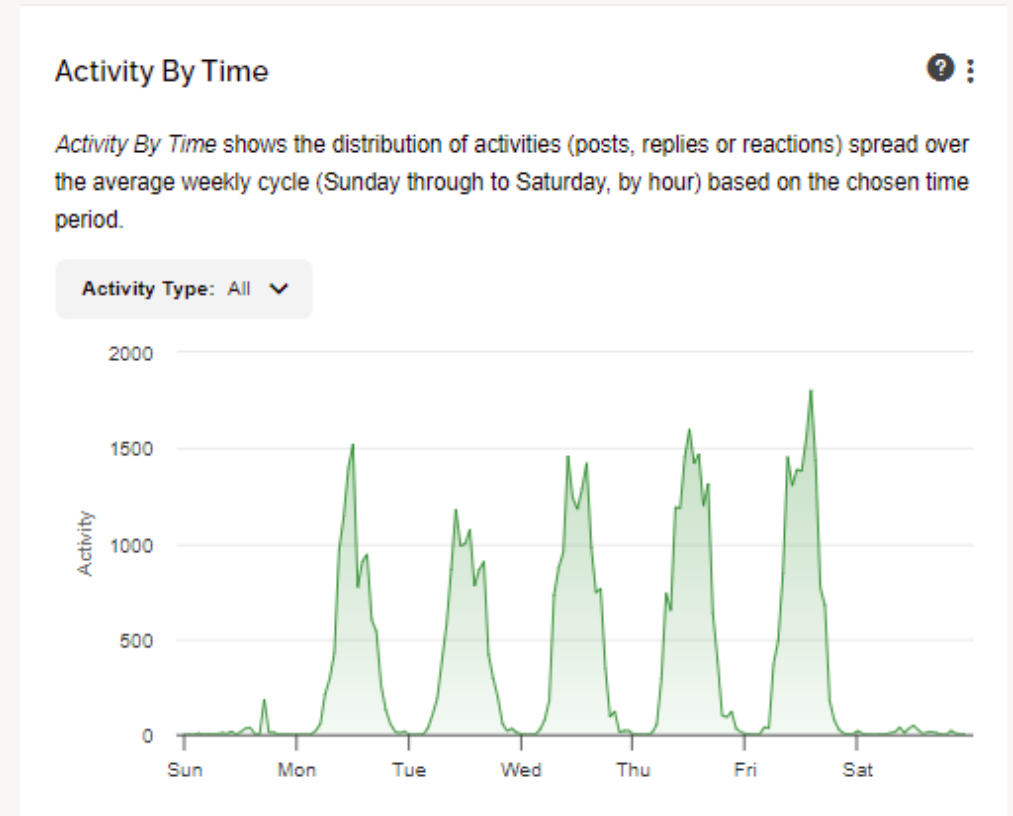 Activity By Time
?
Activity By Time shows the distribution of activities (posts, replies or reactions) spread over
the average weekly cycle (Sunday through to Saturday, by hour) based on the chosen time
period.
Activity Type: All
2000
1500
1000
500
0
Activity
Sun Mon Tue Wed Thu Fri Sat